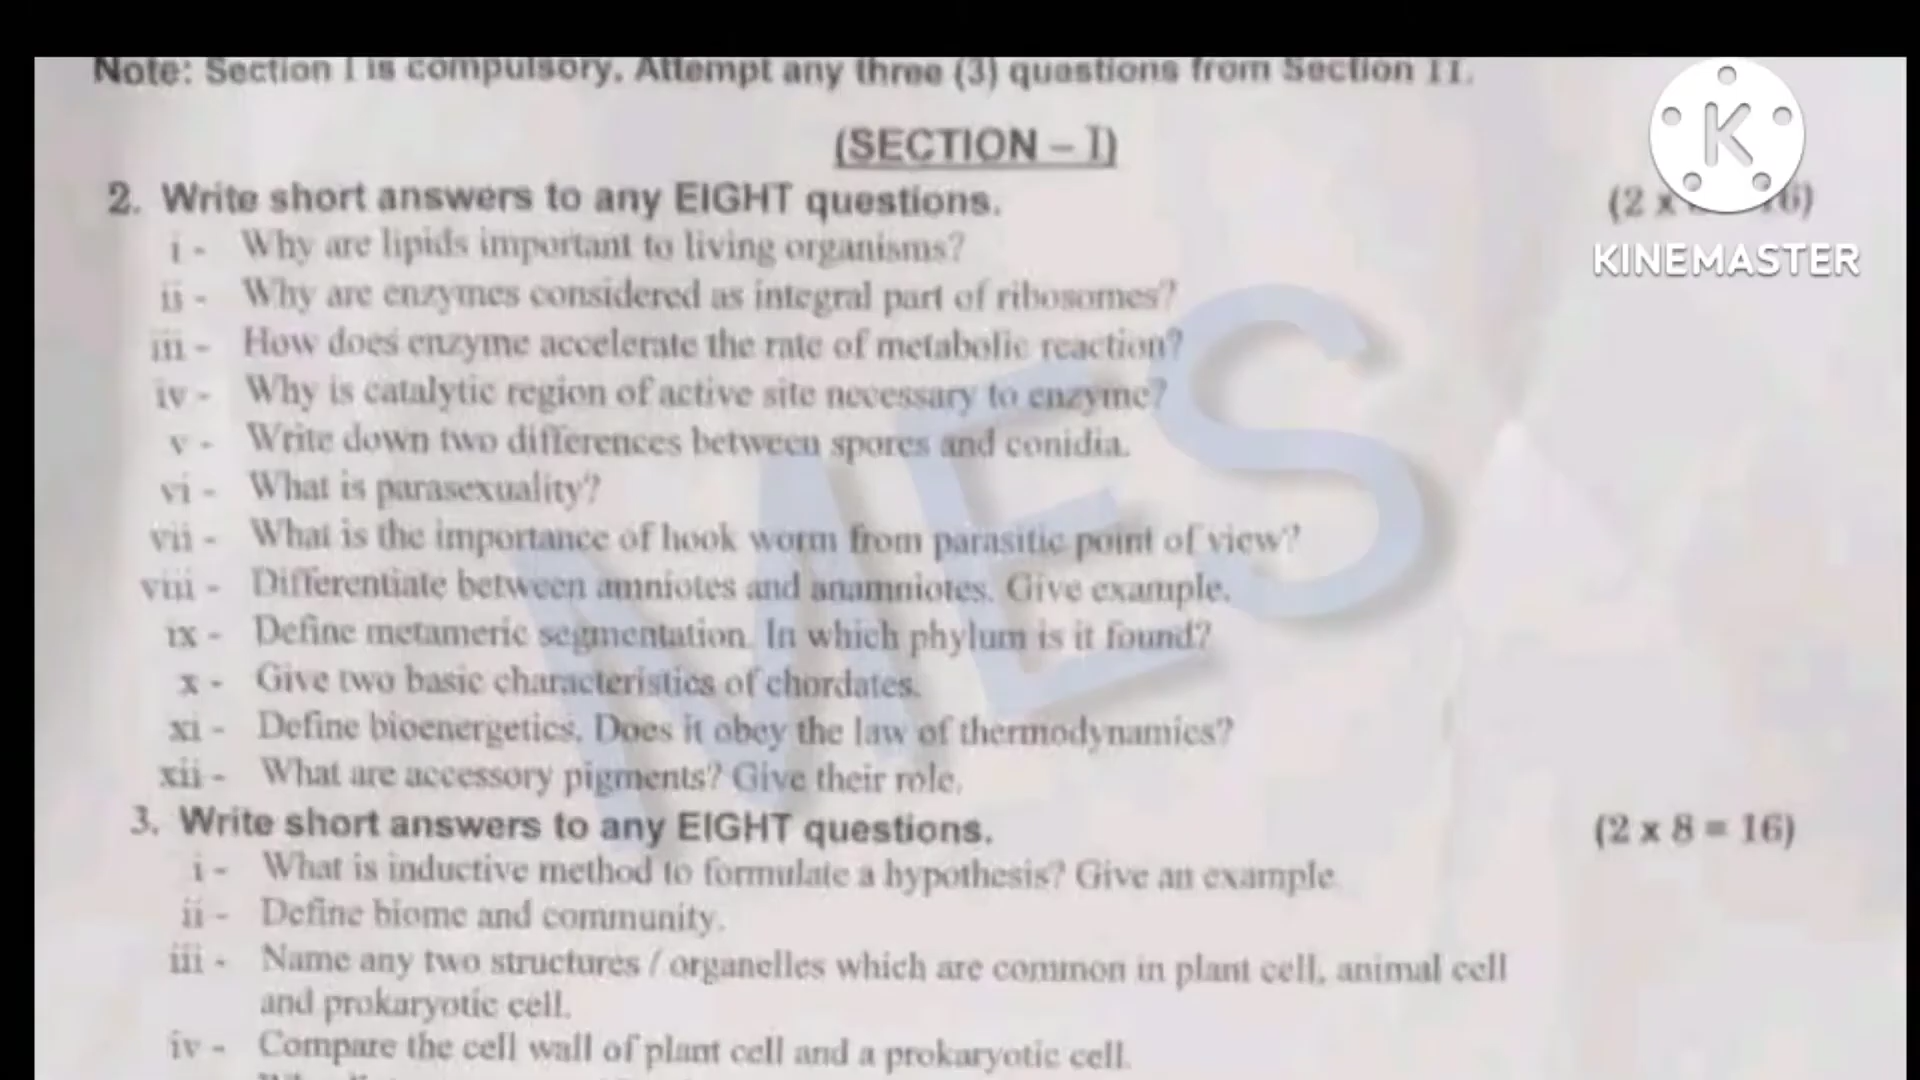 Note: Section I is compulsory. Attempt any three (3) questions from Section II.
K
KINEMASTER
(SECTION – I)
2. Write short answers to any EIGHT questions. (2 x 6)
i - Why are lipids important to living organisms?
ii - Why are enzymes considered as integral part of ribosomes?
iii - How does enzyme accelerate the rate of metabolic reaction?
iv - Why is catalytic region of active site necessary to enzyme?
v - Write down two differences between spores and conidia.
vi - What is parasexuality?
vii - What is the importance of hook worm from parasitic point of view?
viii - Differentiate between amniotes and anamniotes. Give example.
ix - Define metameric segmentation. In which phylum is it found?
x - Give two basic characteristics of chordates.
xi - Define bioenergetics. Does it obey the law of thermodynamics?
xii - What are accessory pigments? Give their role.
MES
3. Write short answers to any EIGHT questions. (2 x 8 = 16)
i - What is inductive method to formulate a hypothesis? Give an example
ii - Define biome and community.
iii - Name any two structures / organelles which are common in plant cell, animal cell
and prokaryotic cell.
iv - Compare the cell wall of plant cell and a prokaryotic cell.